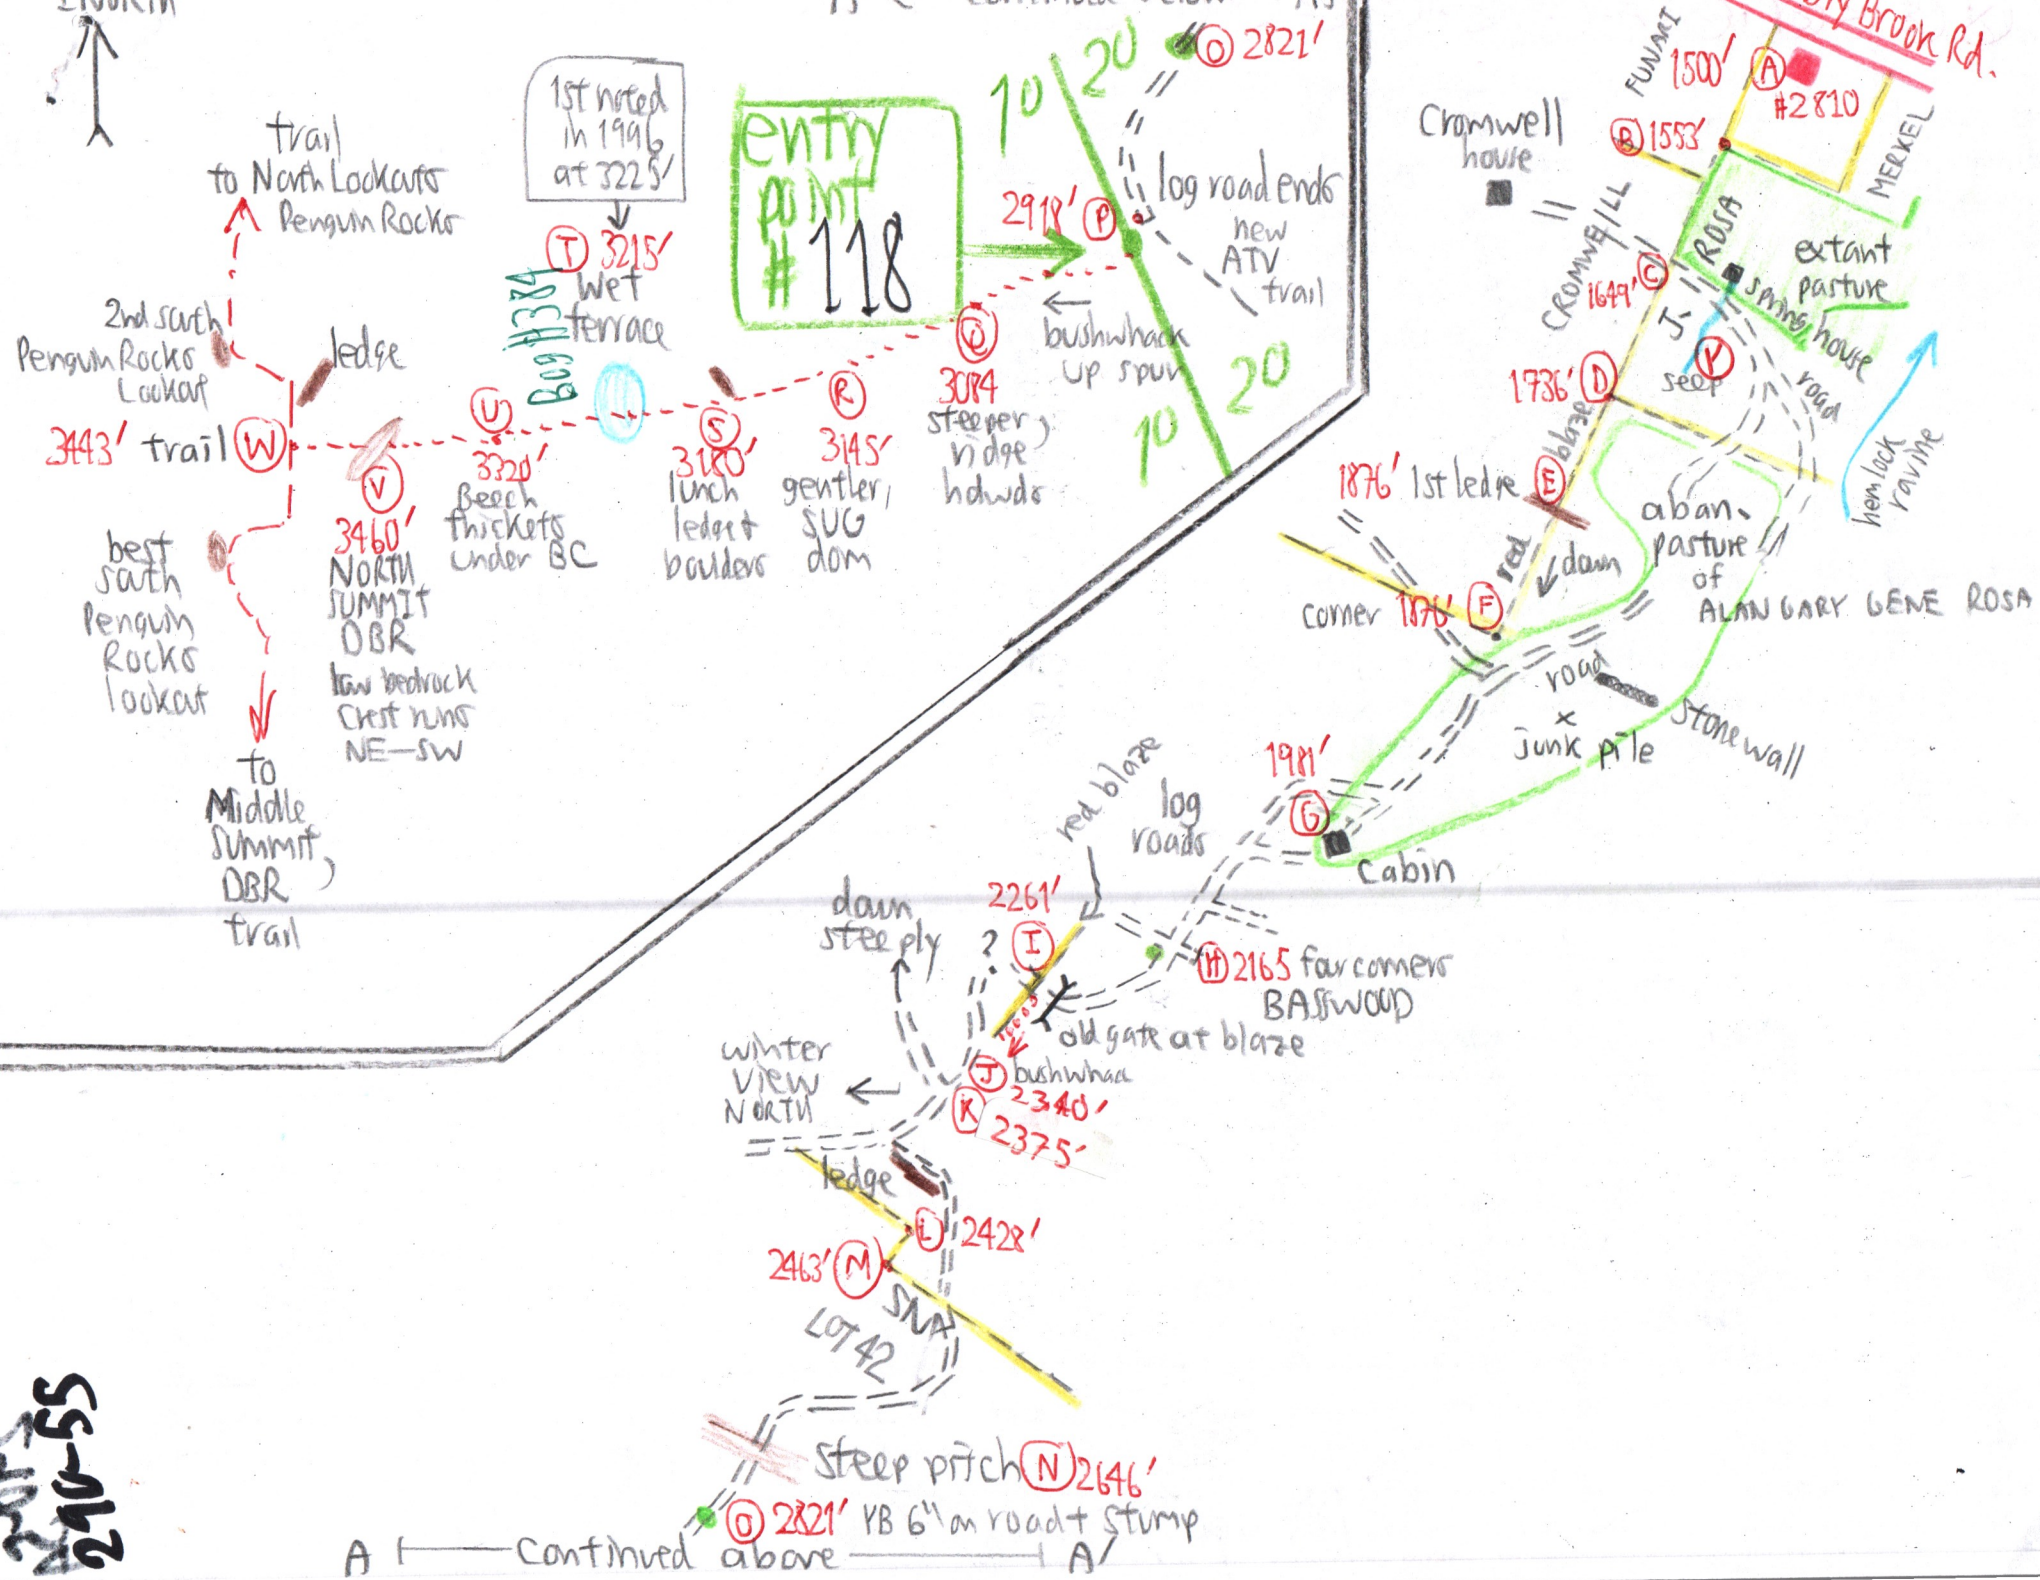 NORTH
Continued below
Brook Rd.
FUNARI
1500' A
#2810
MERKEL
B 1553'
Cromwell
house
CROMWELL
ROSA
C
1649'
extant
pasture
spring house
Y
seep
road
hemlock
ravine
D
1736'
red blaze
1876' 1st ledge E
down
corner 1876' F
aban.
pasture
of
ALAN GARY GENE ROSA
road
stone wall
x
junk pile
1981'
G
Cabin
log
roads
red blaze
2261'
I
H 2165 four corners
BASSWOOD
old gate at blaze
?
down
steeply
winter
view
NORTH
J bushwhac
2340'
K 2375'
ledge
L 2428'
2463' M
SNA
LOT 42
steep pitch N 2646'
O 2821' YB 6" on road + stump
A Continued above A'
O 2821'
10 20
log road ends
new
ATV
trail
2918' P
10 20
entry
point
# 118
bushwhack
up spur
Q
3084
steeper,
ridge
hdwds
R
3145'
gentler,
SUG
dom
S
3180'
lunch
ledge +
boulders
1st noted
in 1996
at 3225'
T 3215'
Wet
terrace
Bog #384
U
3320'
Beech
thickets
under BC
V
3460'
NORTH
SUMMIT
DBR
low bedrock
crest runs
NE-SW
3443' trail W
ledge
trail
to North Lookouts
Penguin Rocks
2nd south
Penguin Rocks
Lookout
best
south
Penguin
Rocks
lookout
to
Middle
Summit,
DBR
trail
290-55